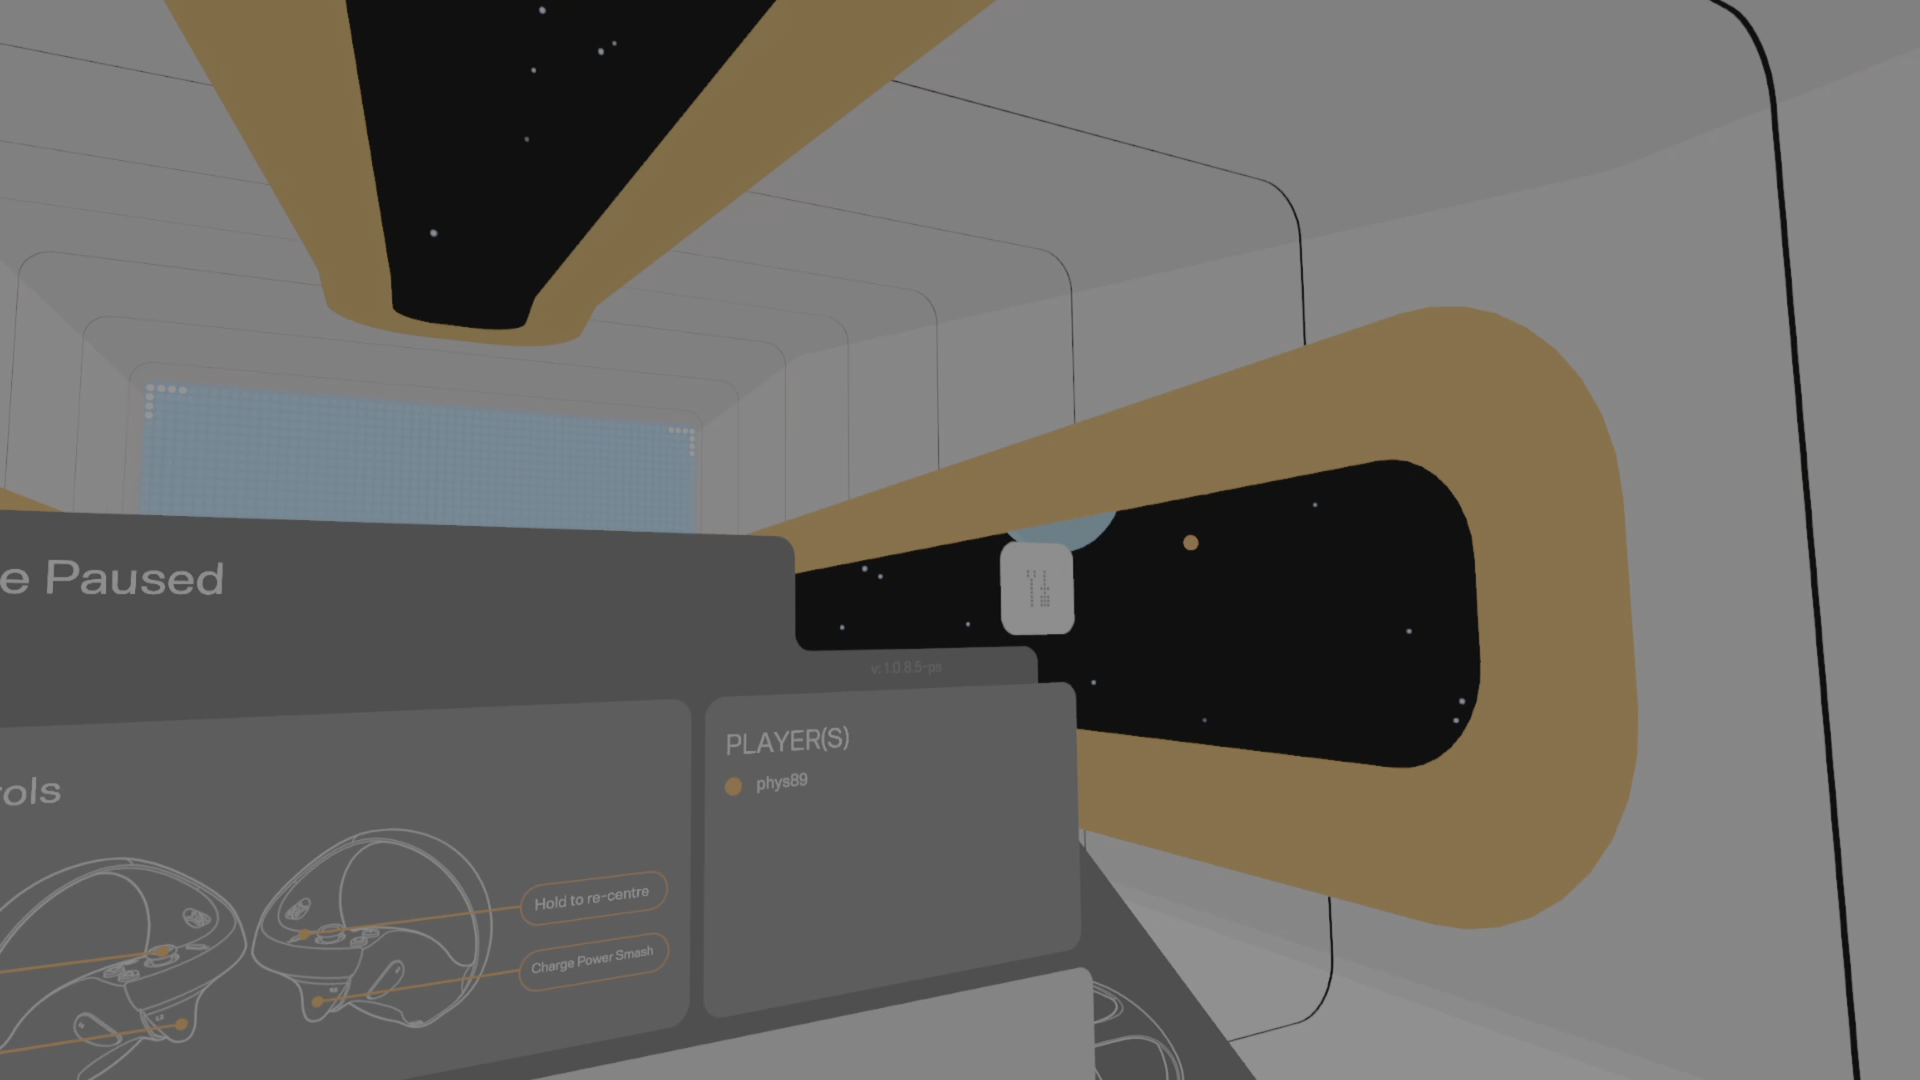 e Paused
v: 1.0.8.5-ps
PLAYER(S)
phys89
ols
Hold to re-centre
Charge Power Smash